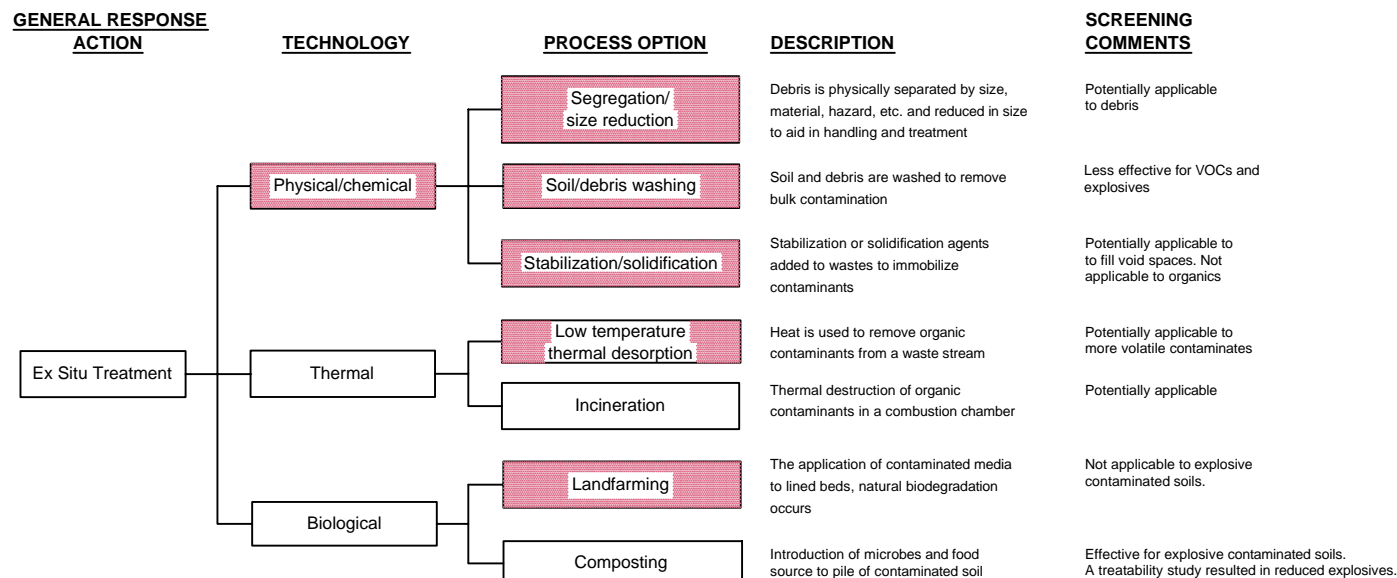 GENERAL RESPONSE
ACTION
TECHNOLOGY
PROCESS OPTION
DESCRIPTION
SCREENING
COMMENTS
Segregation/
size reduction
Debris is physically separated by size,
material, hazard, etc. and reduced in size
to aid in handling and treatment
Potentially applicable
to debris
Physical/chemical
Soil/debris washing
Soil and debris are washed to remove
bulk contamination
Less effective for VOCs and
explosives
Stabilization/solidification
Stabilization or solidification agents
added to wastes to immobilize
contaminants
Potentially applicable to
to fill void spaces. Not
applicable to organics
Ex Situ Treatment
Thermal
Low temperature
thermal desorption
Heat is used to remove organic
contaminants from a waste stream
Potentially applicable to
more volatile contaminates
Incineration
Thermal destruction of organic
contaminants in a combustion chamber
Potentially applicable
Biological
Landfarming
The application of contaminated media
to lined beds, natural biodegradation
occurs
Not applicable to explosive
contaminated soils.
Composting
Introduction of microbes and food
source to pile of contaminated soil
Effective for explosive contaminated soils.
A treatability study resulted in reduced explosives.